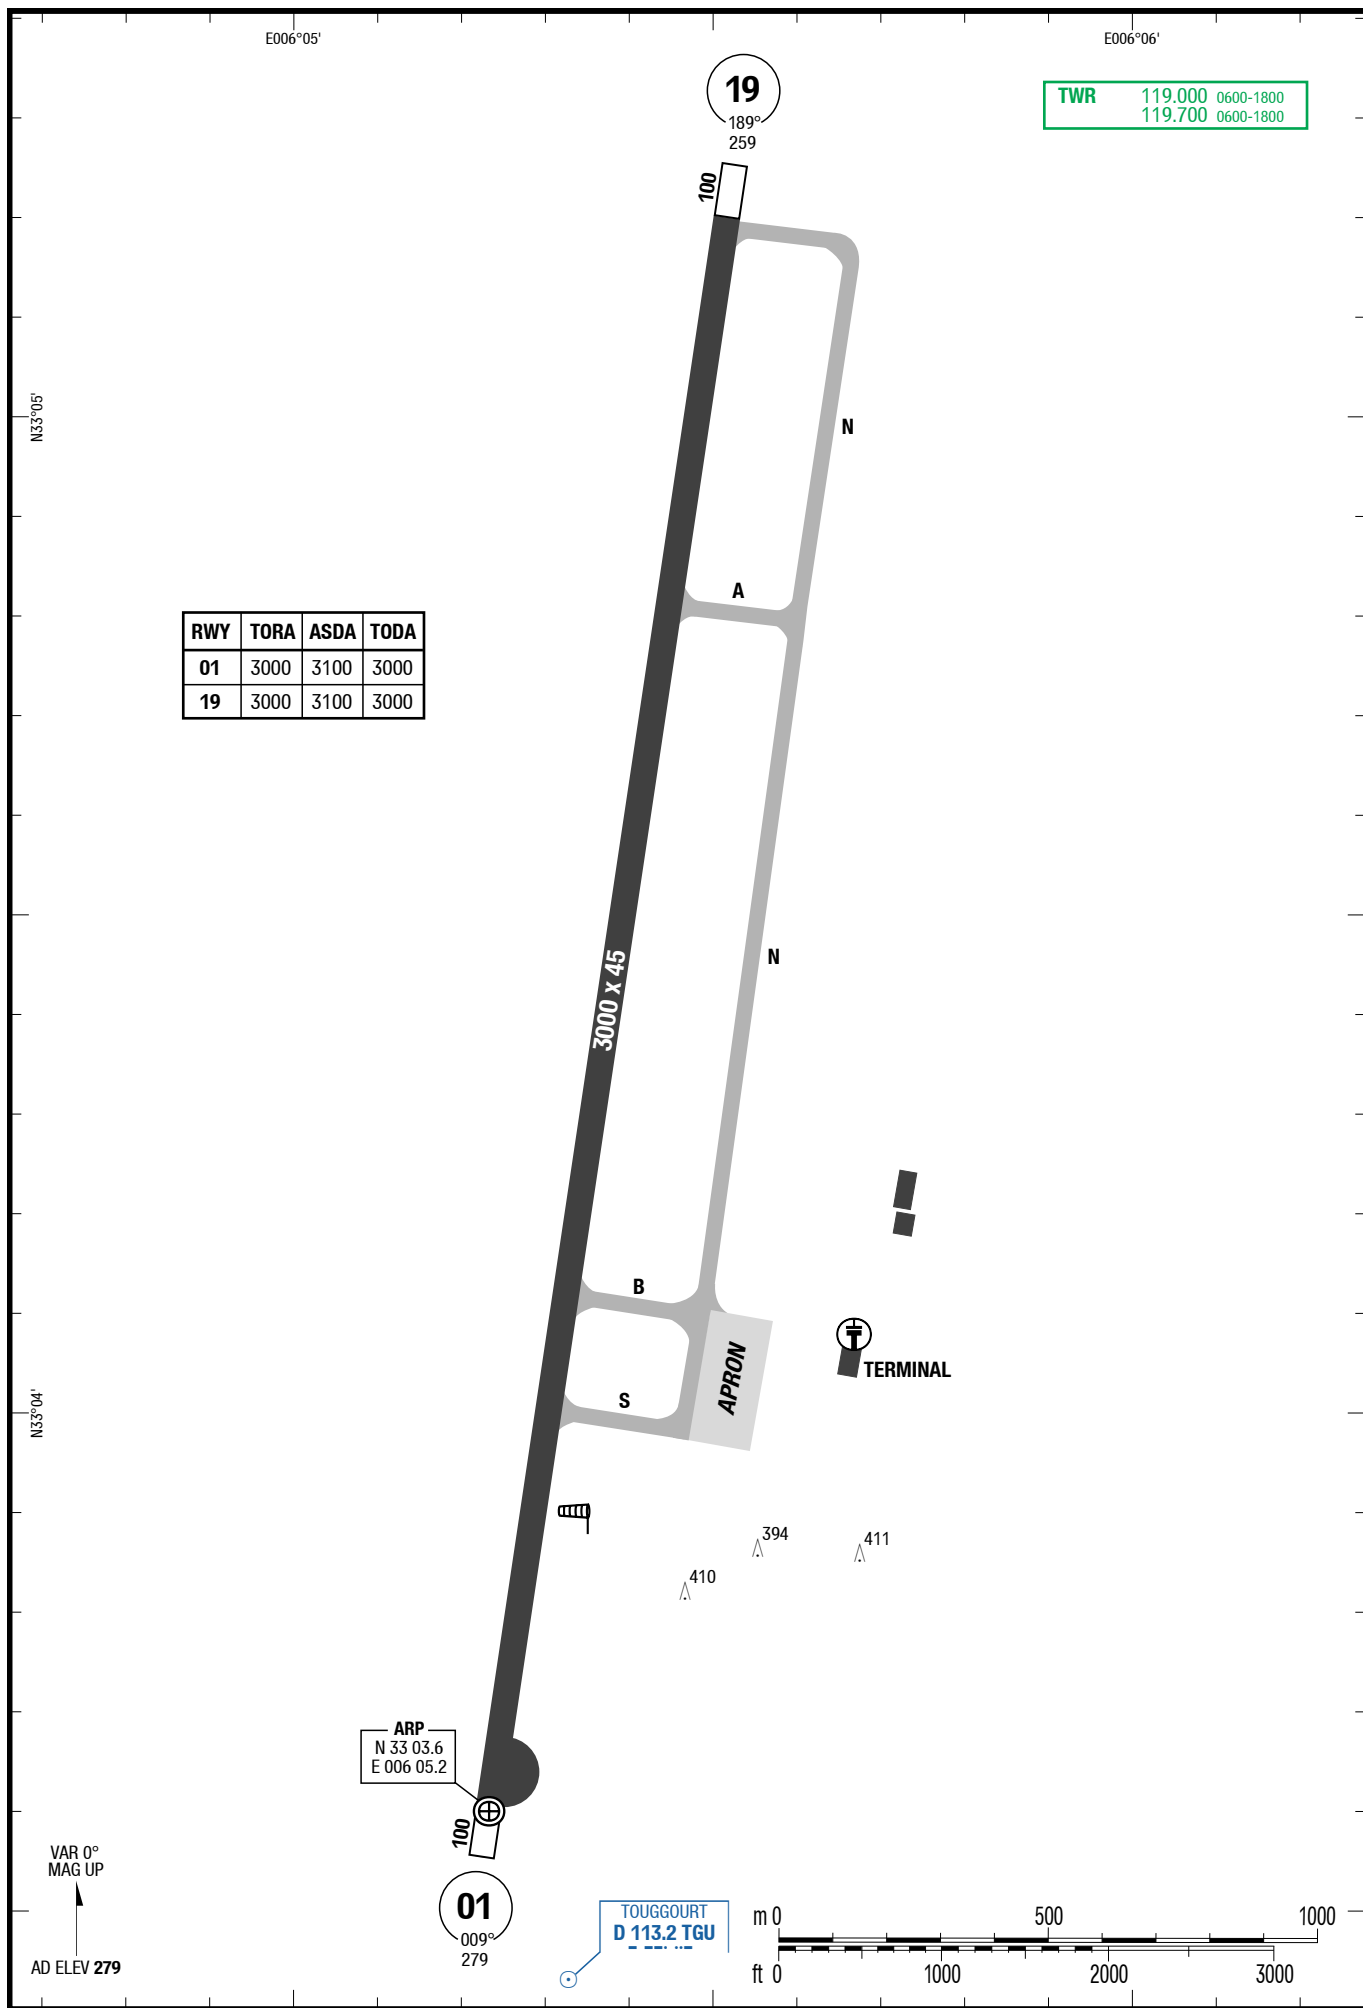 E006°05'
E006°06'
19
189°
259
TWR 119.000 0600-1800
119.700 0600-1800
100
N33°05'
N
A
RWY TORA ASDA TODA
01 3000 3100 3000
19 3000 3100 3000
3000 x 45
N
B
APRON
TERMINAL
S
N33°04'
394
411
410
ARP
N 33 03.6
E 006 05.2
100
VAR 0°
MAG UP
AD ELEV 279
01
009°
279
TOUGGOURT
D 113.2 TGU
m 0 500 1000
ft 0 1000 2000 3000